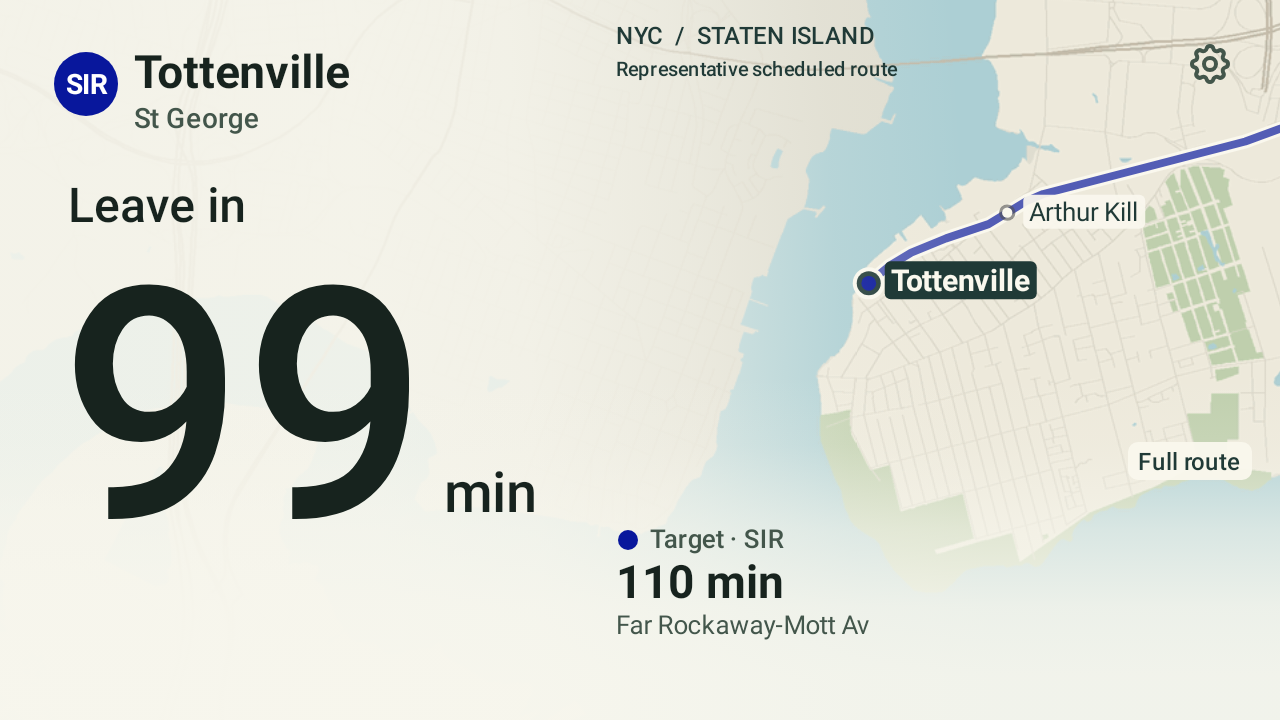 SIR
Tottenville
St George
Leave in
99 min
NYC / STATEN ISLAND
Representative scheduled route
Arthur Kill
Tottenville
Full route
Target · SIR
110 min
Far Rockaway-Mott Av